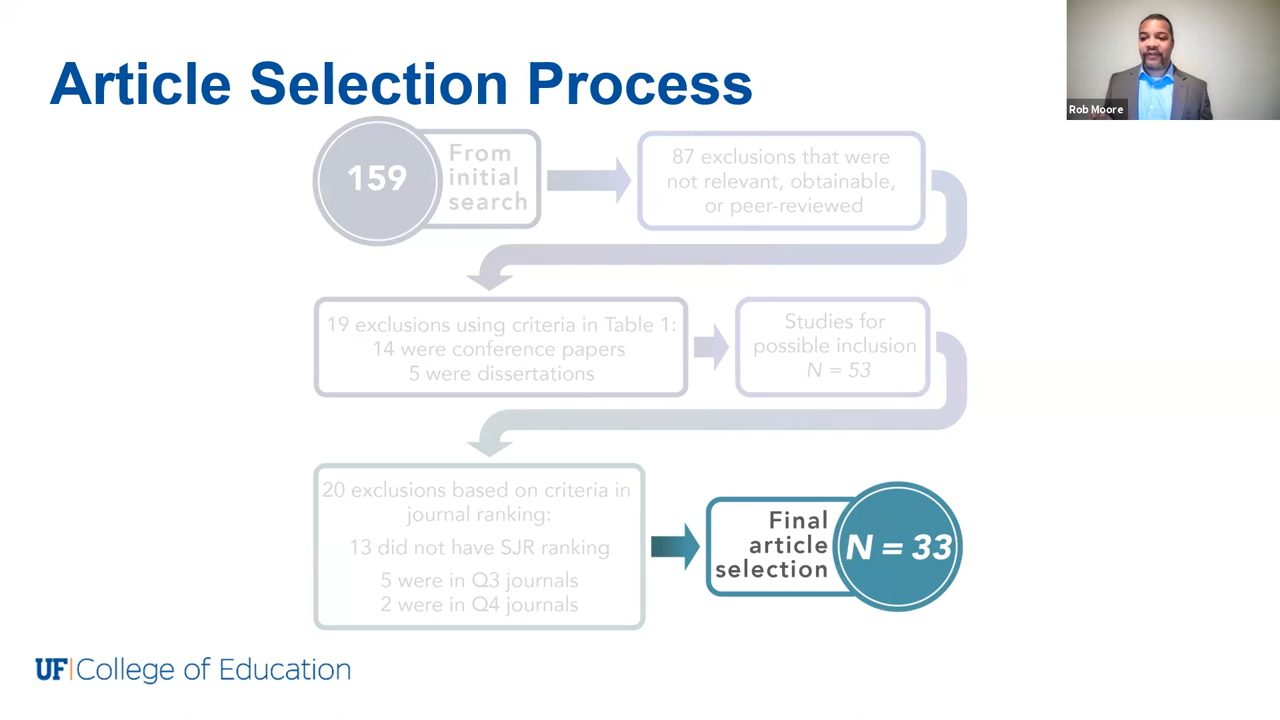 Article Selection Process
Rob Moore
159
From
initial
search
87 exclusions that were
not relevant, obtainable,
or peer-reviewed
19 exclusions using criteria in Table 1:
14 were conference papers
5 were dissertations
Studies for
possible inclusion
N = 53
20 exclusions based on criteria in
journal ranking:
13 did not have SJR ranking
5 were in Q3 journals
2 were in Q4 journals
Final
article
selection
N = 33
UF College of Education